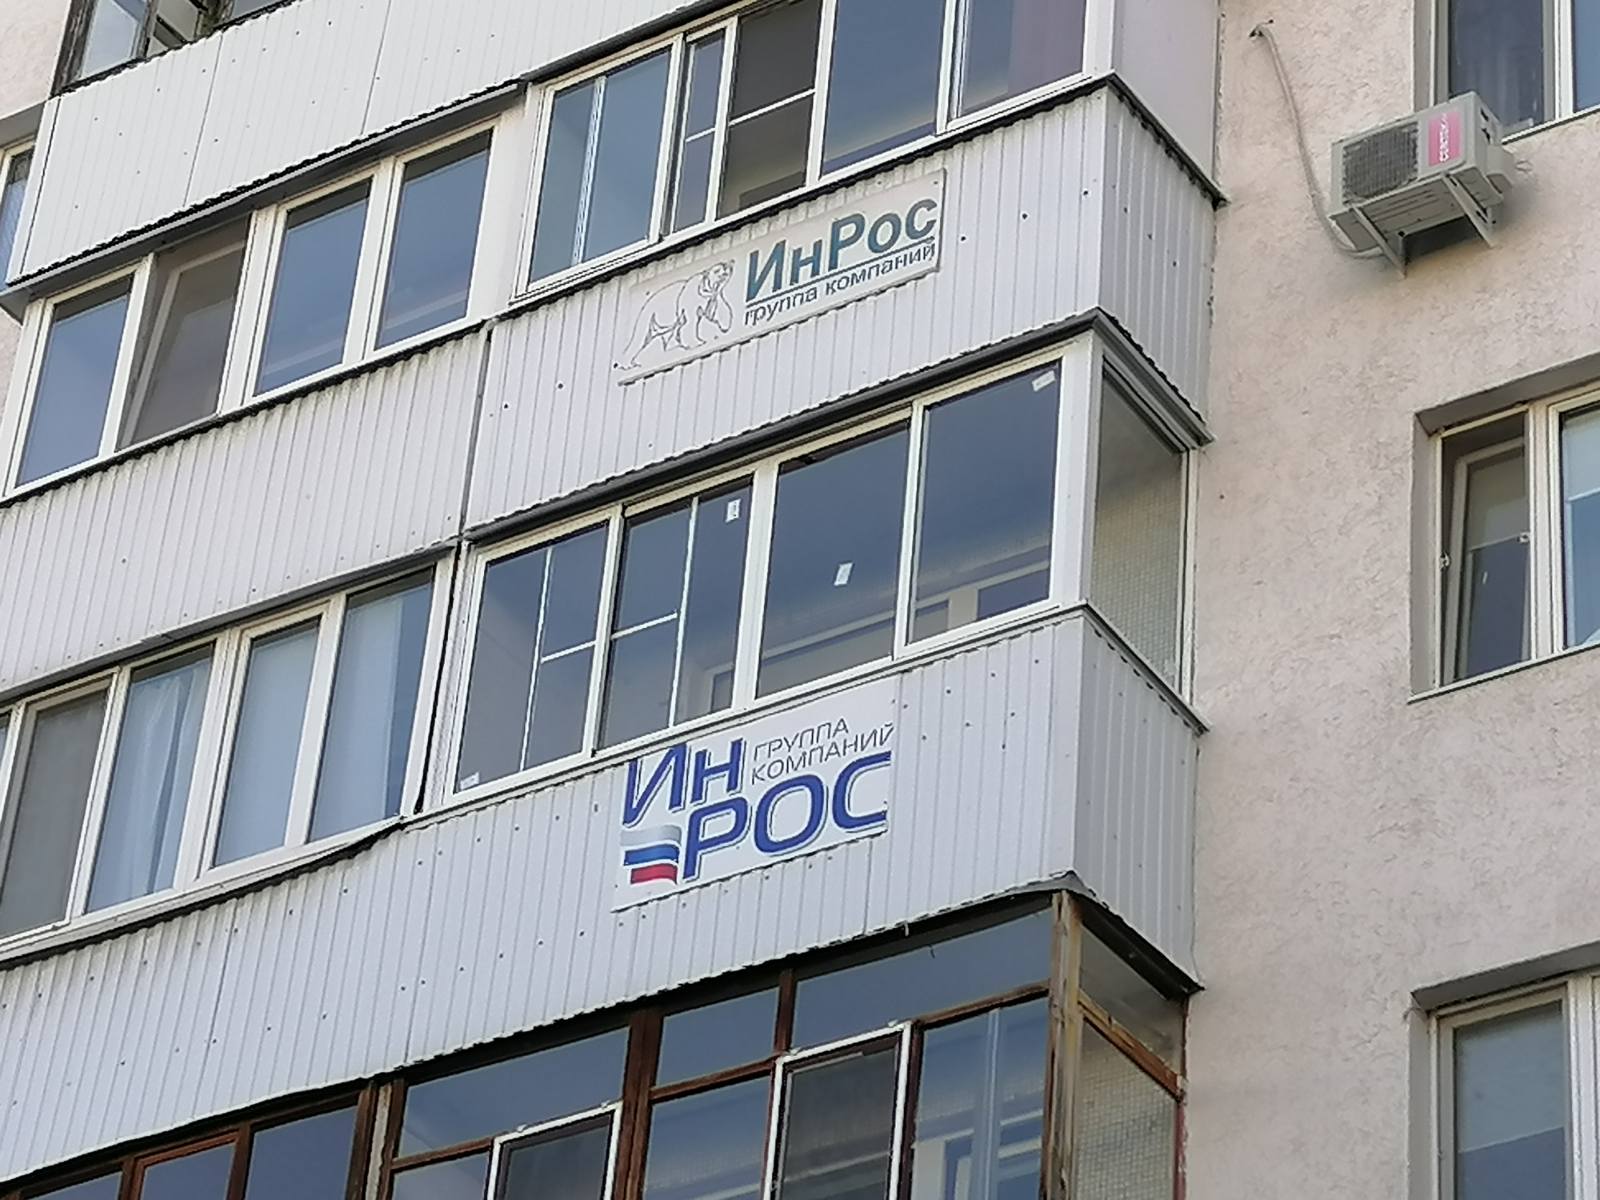 ИнРос
группа компаний
Ин ГРУППА
КОМПАНИЙ
РОС